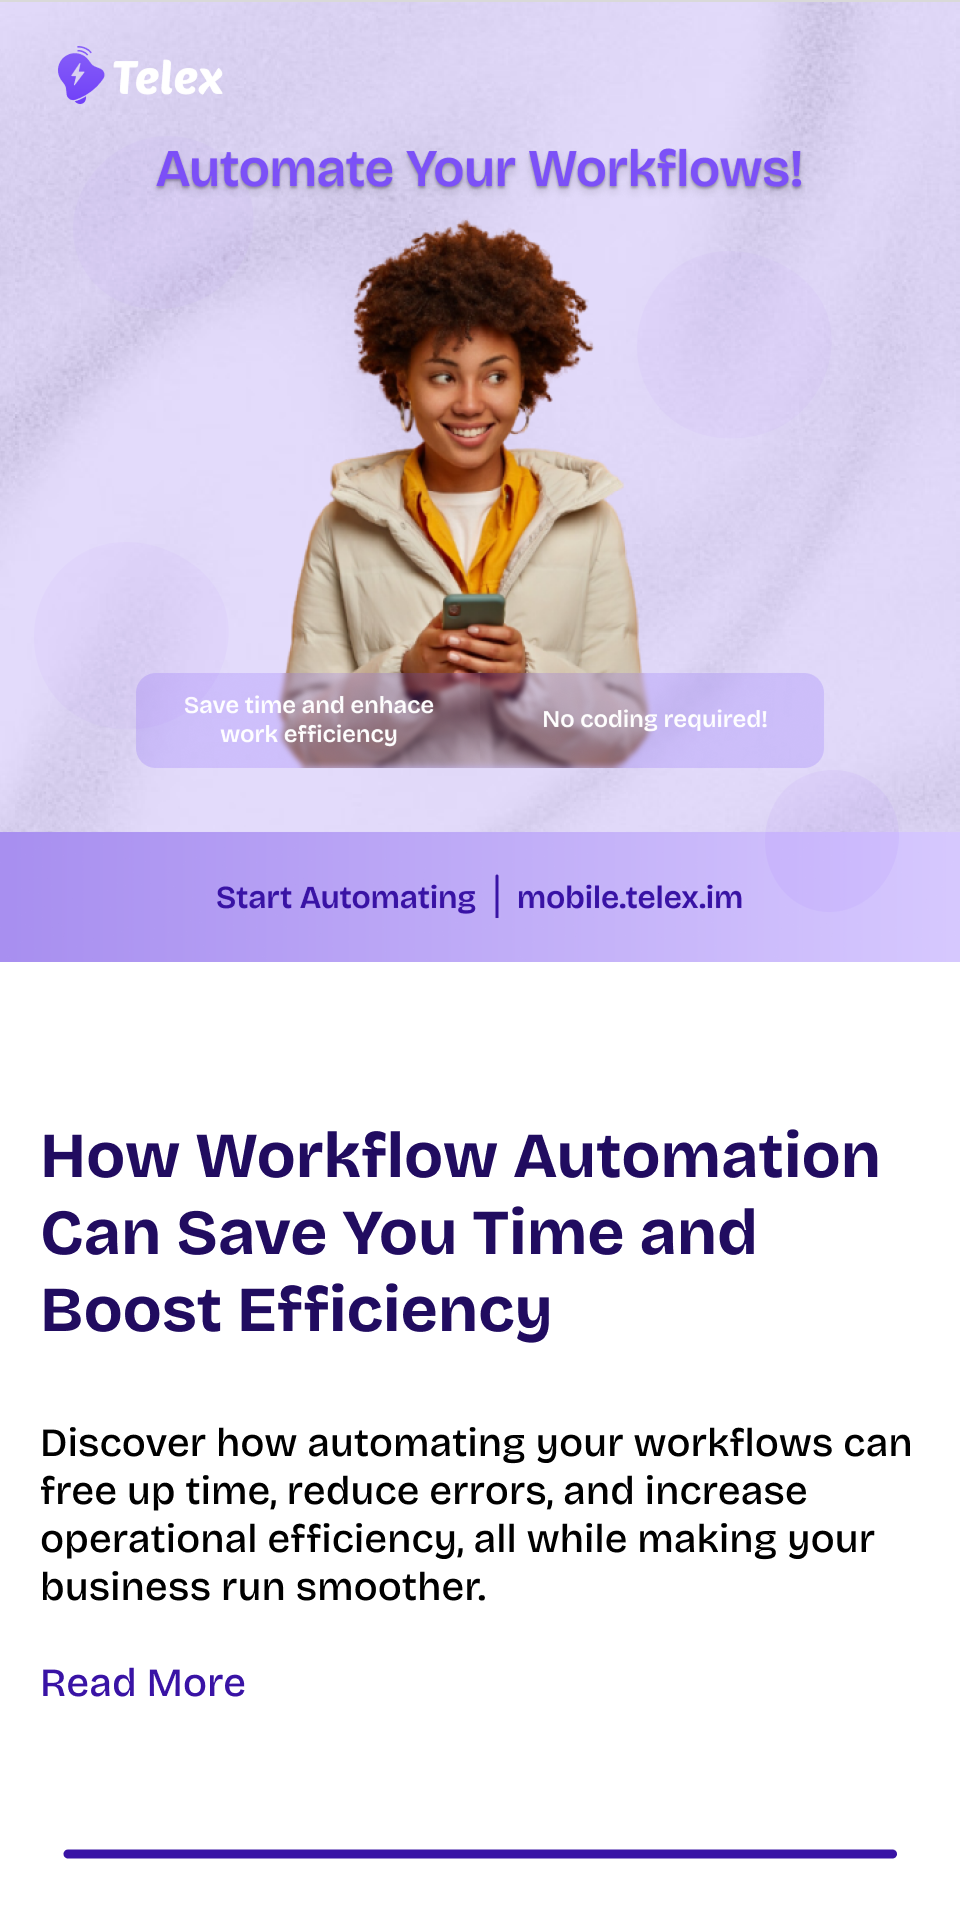 Telex
Automate Your Workflows!
Save time and enhace
work efficiency
No coding required!
Start Automating | mobile.telex.im
How Workflow Automation
Can Save You Time and
Boost Efficiency
Discover how automating your workflows can
free up time, reduce errors, and increase
operational efficiency, all while making your
business run smoother.
Read More